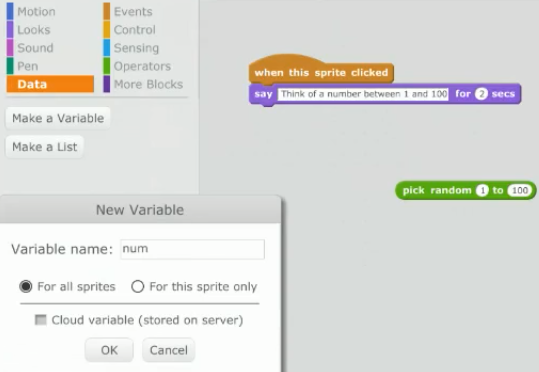 Motion Events
Looks Control
Sound Sensing
Pen Operators
Data More Blocks
Make a Variable
Make a List
when this sprite clicked
say Think of a number between 1 and 100 for 2 secs
pick random 1 to 100
New Variable
Variable name: num
For all sprites For this sprite only
Cloud variable (stored on server)
OK Cancel